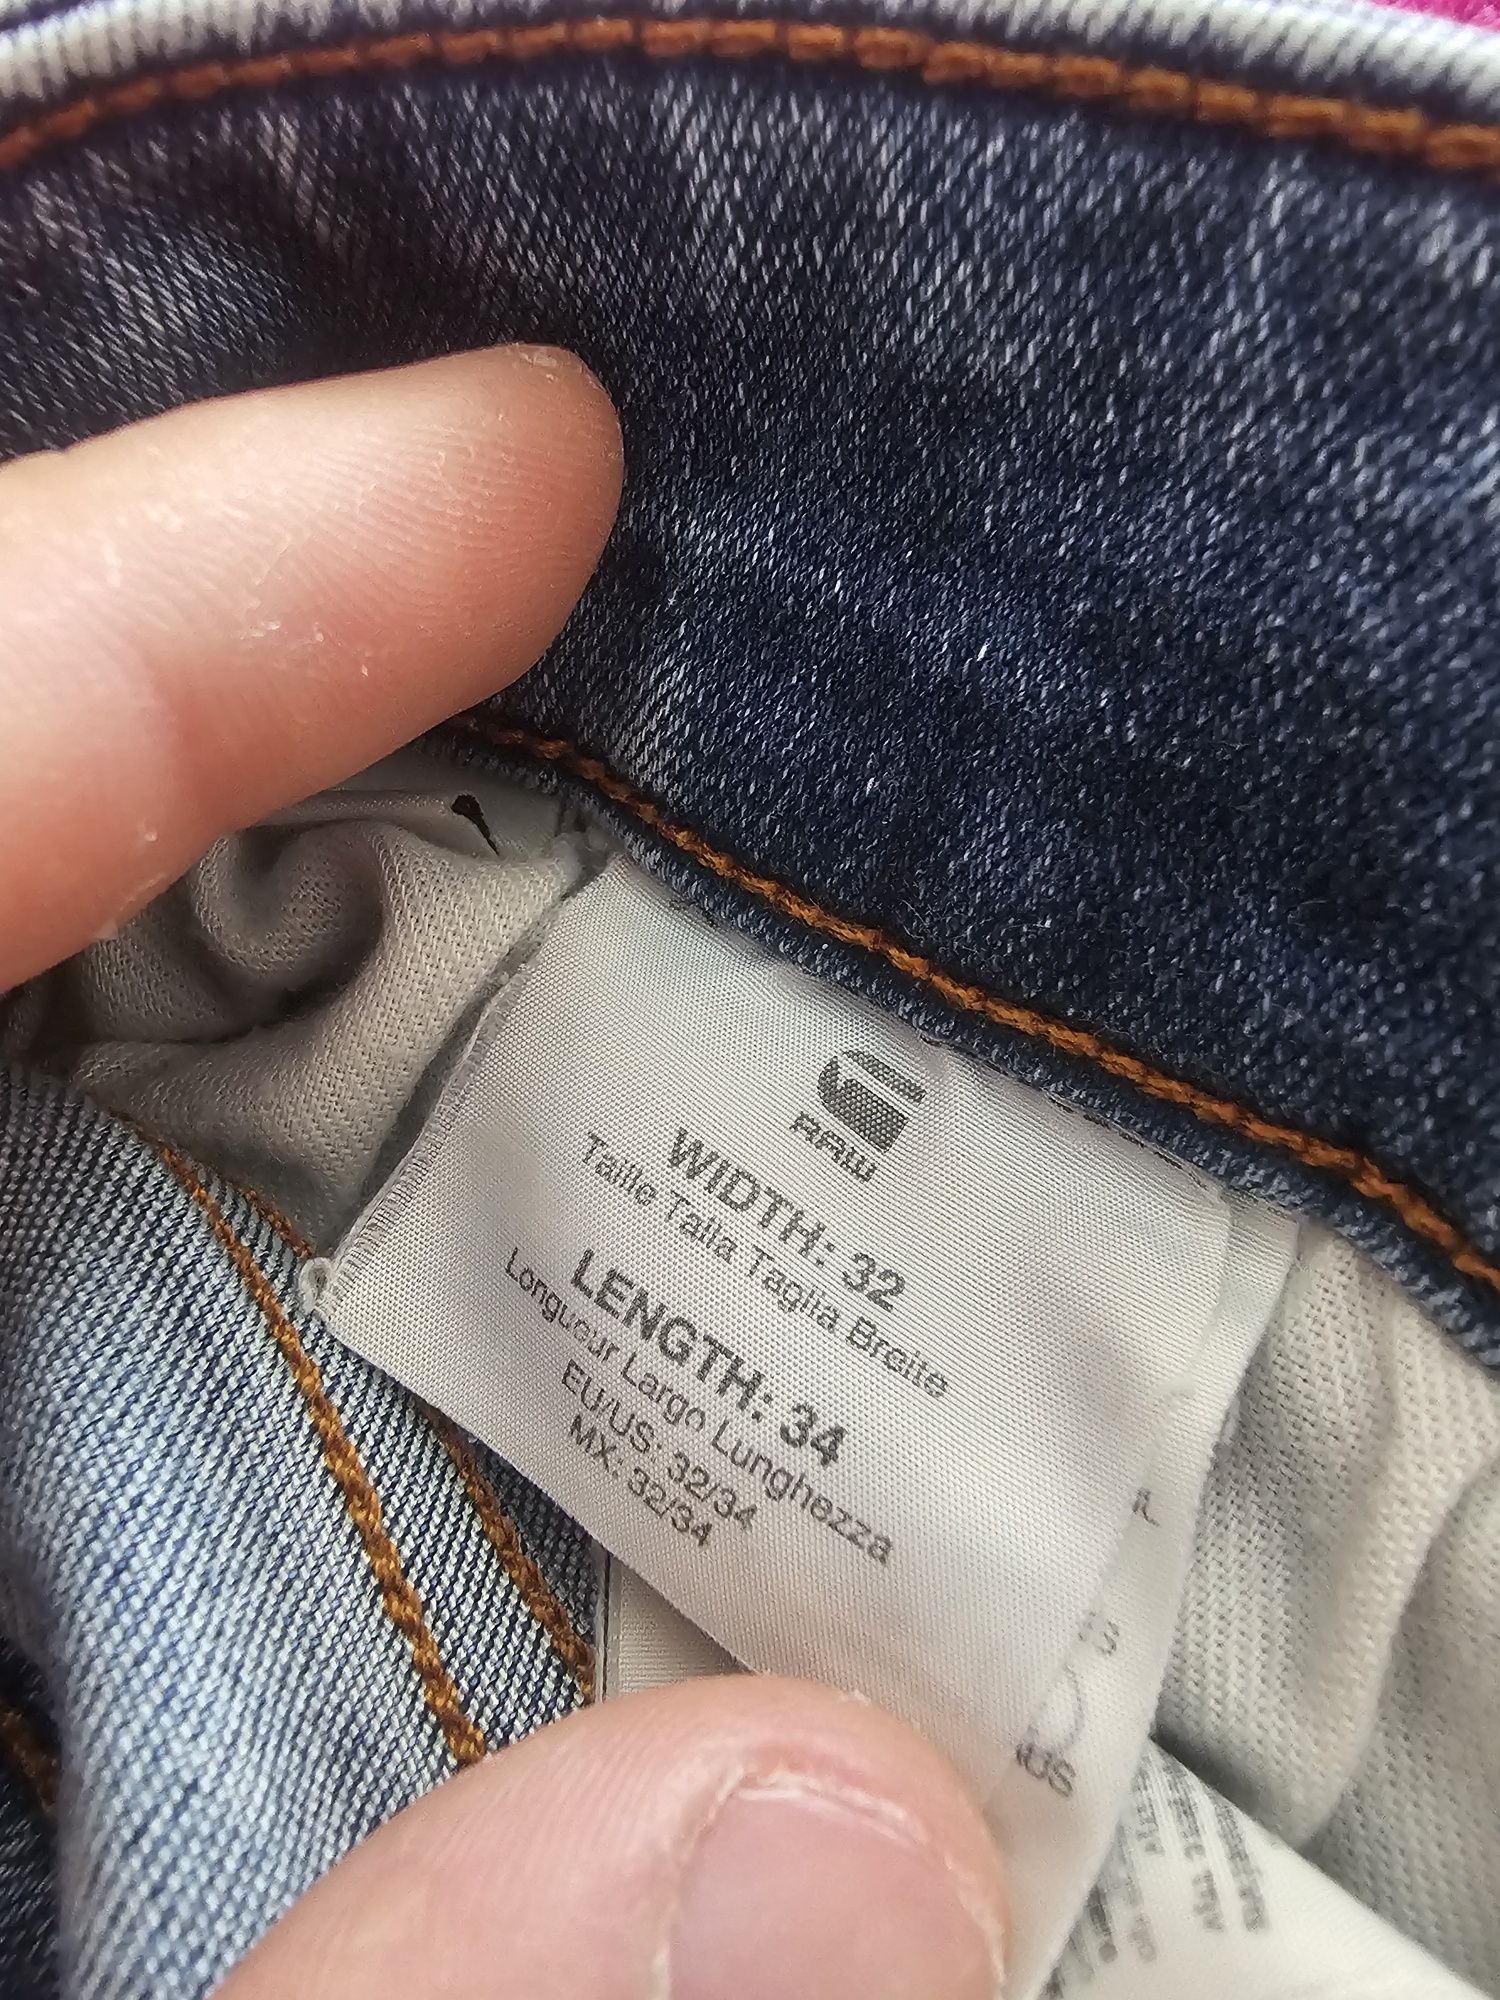 G
RAW
WIDTH: 32
Taille Talla Taglia Breite
LENGTH: 34
Longueur Largo Lunghezza
EU/US: 32/34
MX: 32/34